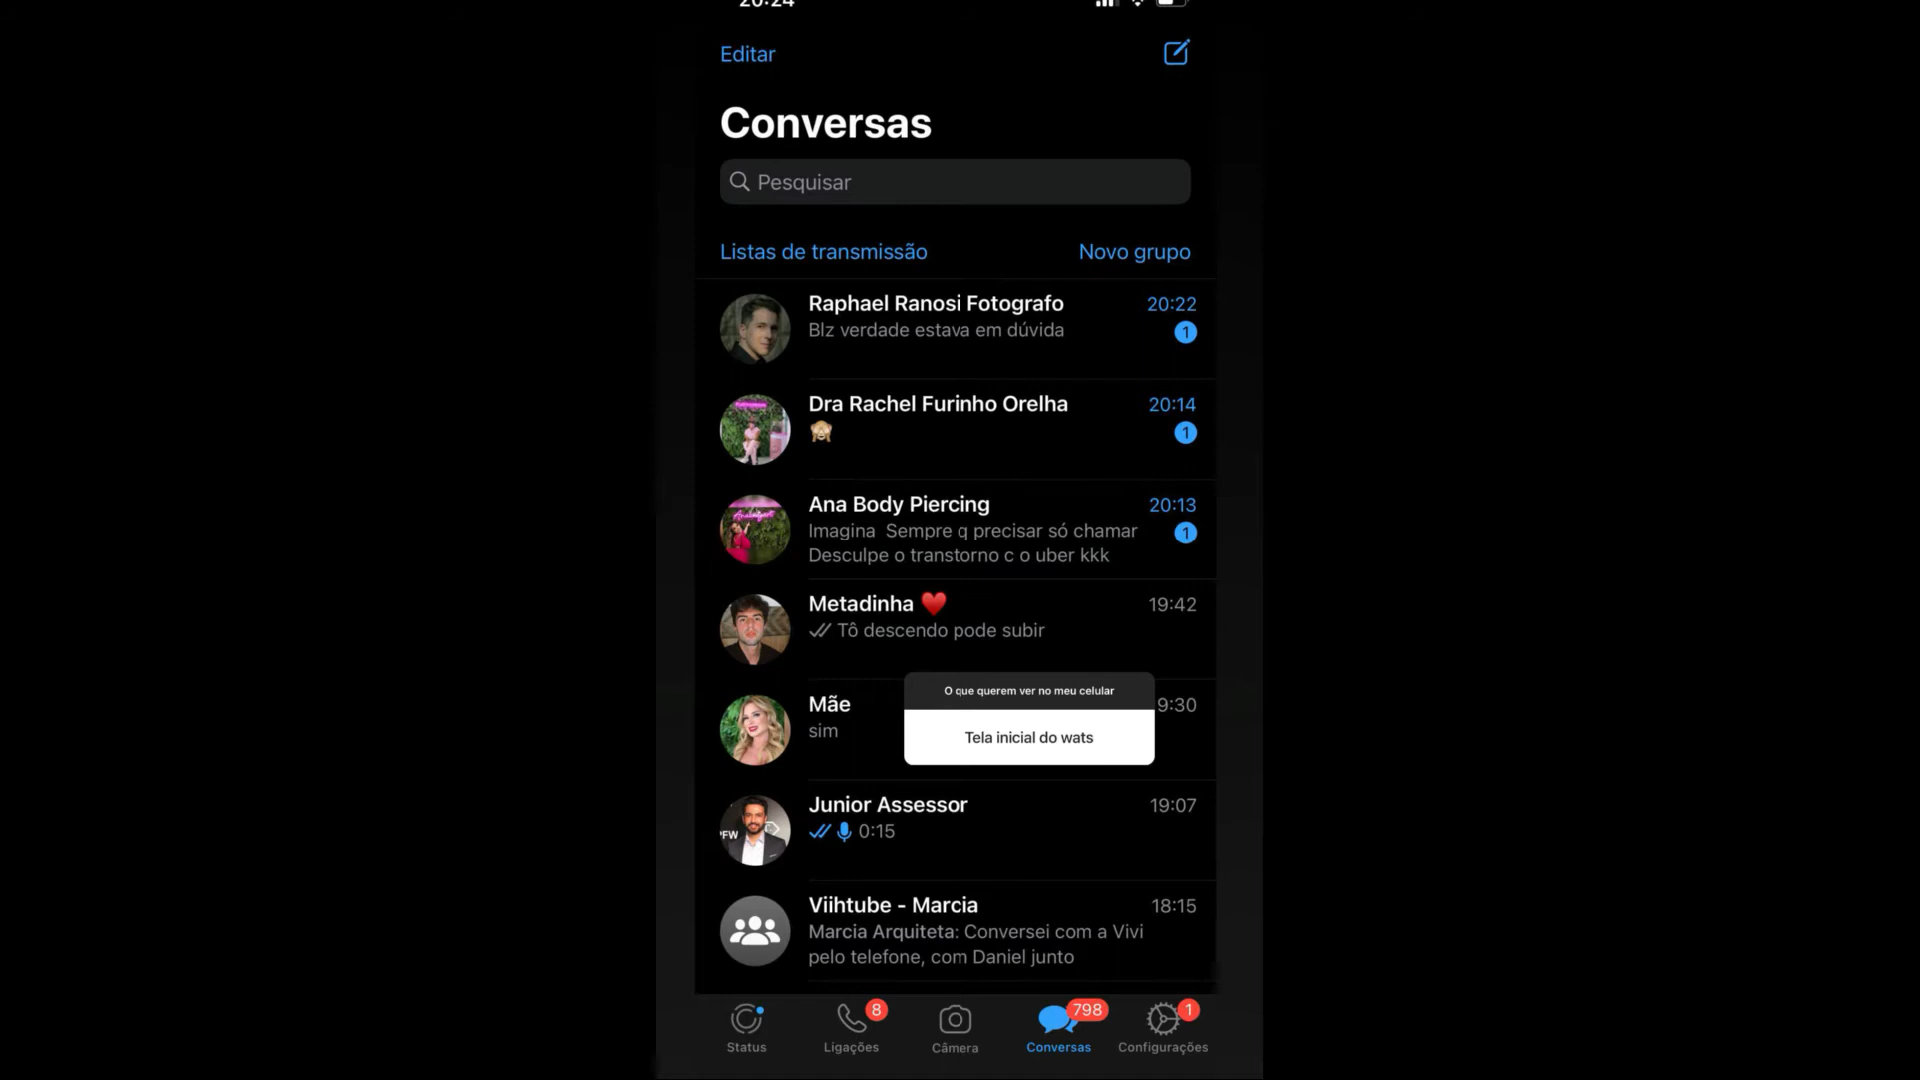 20:24
Editar
Conversas
Pesquisar
Listas de transmissão
Novo grupo
Raphael Ranosi Fotografo
20:22
Blz verdade estava em dúvida
1
Dra Rachel Furinho Orelha
20:14
🙈
1
Ana Body Piercing
20:13
Imagina  Sempre q precisar só chamar
1
Desculpe o transtorno c o uber kkk
Metadinha ♥️
19:42
Tô descendo pode subir
O que querem ver no meu celular
Mãe
9:30
sim
Tela inicial do wats
Junior Assessor
19:07
PFW
0:15
Viihtube - Marcia
18:15
Marcia Arquiteta: Conversei com a Vivi
pelo telefone, com Daniel junto
8
798
1
Status
Ligações
Câmera
Conversas
Configurações